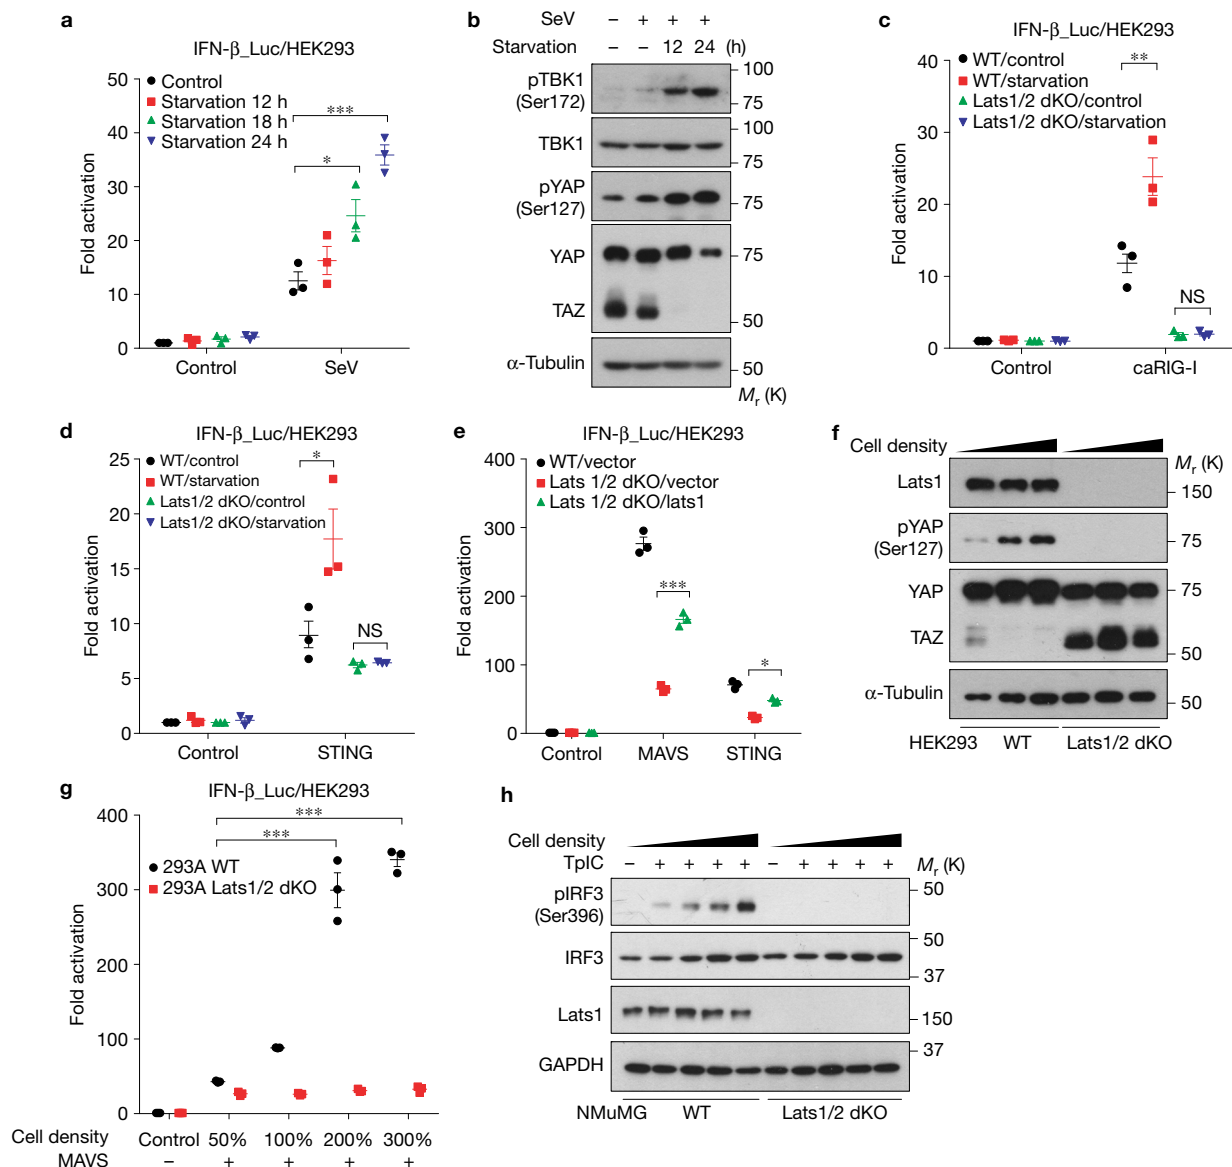 a
IFN-β_Luc/HEK293
Fold activation
50
40
30
20
10
0
Control
Starvation 12 h
Starvation 18 h
Starvation 24 h
***
*
Control SeV
b
SeV – + + +
Starvation – – 12 24 (h)
pTBK1
(Ser172)
100
75
TBK1
100
75
pYAP
(Ser127)
75
YAP
75
TAZ
50
α-Tubulin
50
Mr (K)
c
IFN-β_Luc/HEK293
Fold activation
40
30
20
10
0
WT/control
WT/starvation
Lats1/2 dKO/control
Lats1/2 dKO/starvation
**
NS
Control caRIG-I
d
IFN-β_Luc/HEK293
Fold activation
25
20
15
10
5
0
WT/control
WT/starvation
Lats1/2 dKO/control
Lats1/2 dKO/starvation
*
NS
Control STING
e
IFN-β_Luc/HEK293
Fold activation
400
300
200
100
0
WT/vector
Lats 1/2 dKO/vector
Lats 1/2 dKO/lats1
***
*
Control MAVS STING
f
Cell density
Mr (K)
Lats1
150
pYAP
(Ser127)
75
YAP
75
TAZ
50
α-Tubulin
50
HEK293 WT Lats1/2 dKO
g
IFN-β_Luc/HEK293
Fold activation
400
300
200
100
0
***
***
293A WT
293A Lats1/2 dKO
Cell density Control 50% 100% 200% 300%
MAVS – + + + +
h
Cell density
TpIC – + + + + – + + + + Mr (K)
pIRF3
(Ser396)
50
IRF3
50
37
Lats1
150
GAPDH
37
NMuMG WT Lats1/2 dKO